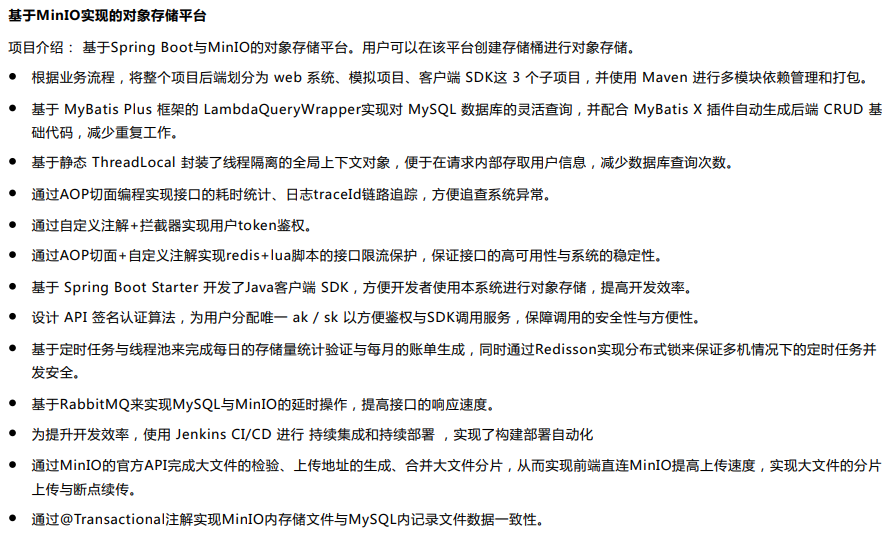 基于MinIO实现的对象存储平台
项目介绍： 基于Spring Boot与MinIO的对象存储平台。用户可以在该平台创建存储桶进行对象存储。
● 根据业务流程，将整个项目后端划分为 web 系统、模拟项目、客户端 SDK这 3 个子项目，并使用 Maven 进行多模块依赖管理和打包。
● 基于 MyBatis Plus 框架的 LambdaQueryWrapper实现对 MySQL 数据库的灵活查询，并配合 MyBatis X 插件自动生成后端 CRUD 基
础代码，减少重复工作。
● 基于静态 ThreadLocal 封装了线程隔离的全局上下文对象，便于在请求内部存取用户信息，减少数据库查询次数。
● 通过AOP切面编程实现接口的耗时统计、日志traceId链路追踪，方便追查系统异常。
● 通过自定义注解+拦截器实现用户token鉴权。
● 通过AOP切面+自定义注解实现redis+lua脚本的接口限流保护，保证接口的高可用性与系统的稳定性。
● 基于 Spring Boot Starter 开发了Java客户端 SDK，方便开发者使用本系统进行对象存储，提高开发效率。
● 设计 API 签名认证算法，为用户分配唯一 ak / sk 以方便鉴权与SDK调用服务，保障调用的安全性与方便性。
● 基于定时任务与线程池来完成每日的存储量统计验证与每月的账单生成，同时通过Redisson实现分布式锁来保证多机情况下的定时任务并
发安全。
● 基于RabbitMQ来实现MySQL与MinIO的延时操作，提高接口的响应速度。
● 为提升开发效率，使用 Jenkins CI/CD 进行 持续集成和持续部署 ，实现了构建部署自动化
● 通过MinIO的官方API完成大文件的检验、上传地址的生成、合并大文件分片，从而实现前端直连MinIO提高上传速度，实现大文件的分片
上传与断点续传。
● 通过@Transactional注解实现MinIO内存储文件与MySQL内记录文件数据一致性。